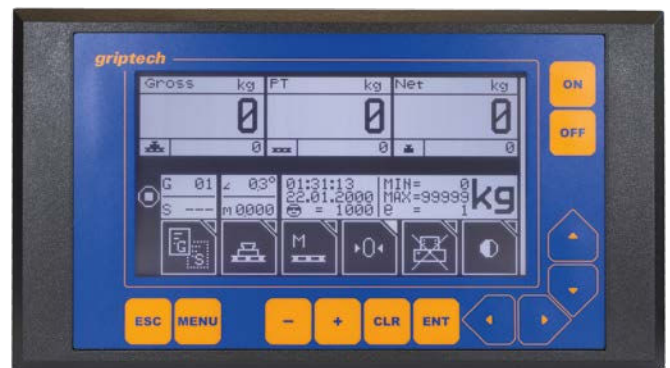 griptech
Gross kg PT kg Net kg
0 0 0
0 0 0
G 01 ∠ 03° 01:31:13 MIN= 0 kg
22.01.2000 MAX=99999
S --- M 0000 = 1000 e = 1
G S M ▸0◂
ON
OFF
ESC MENU - + CLR ENT